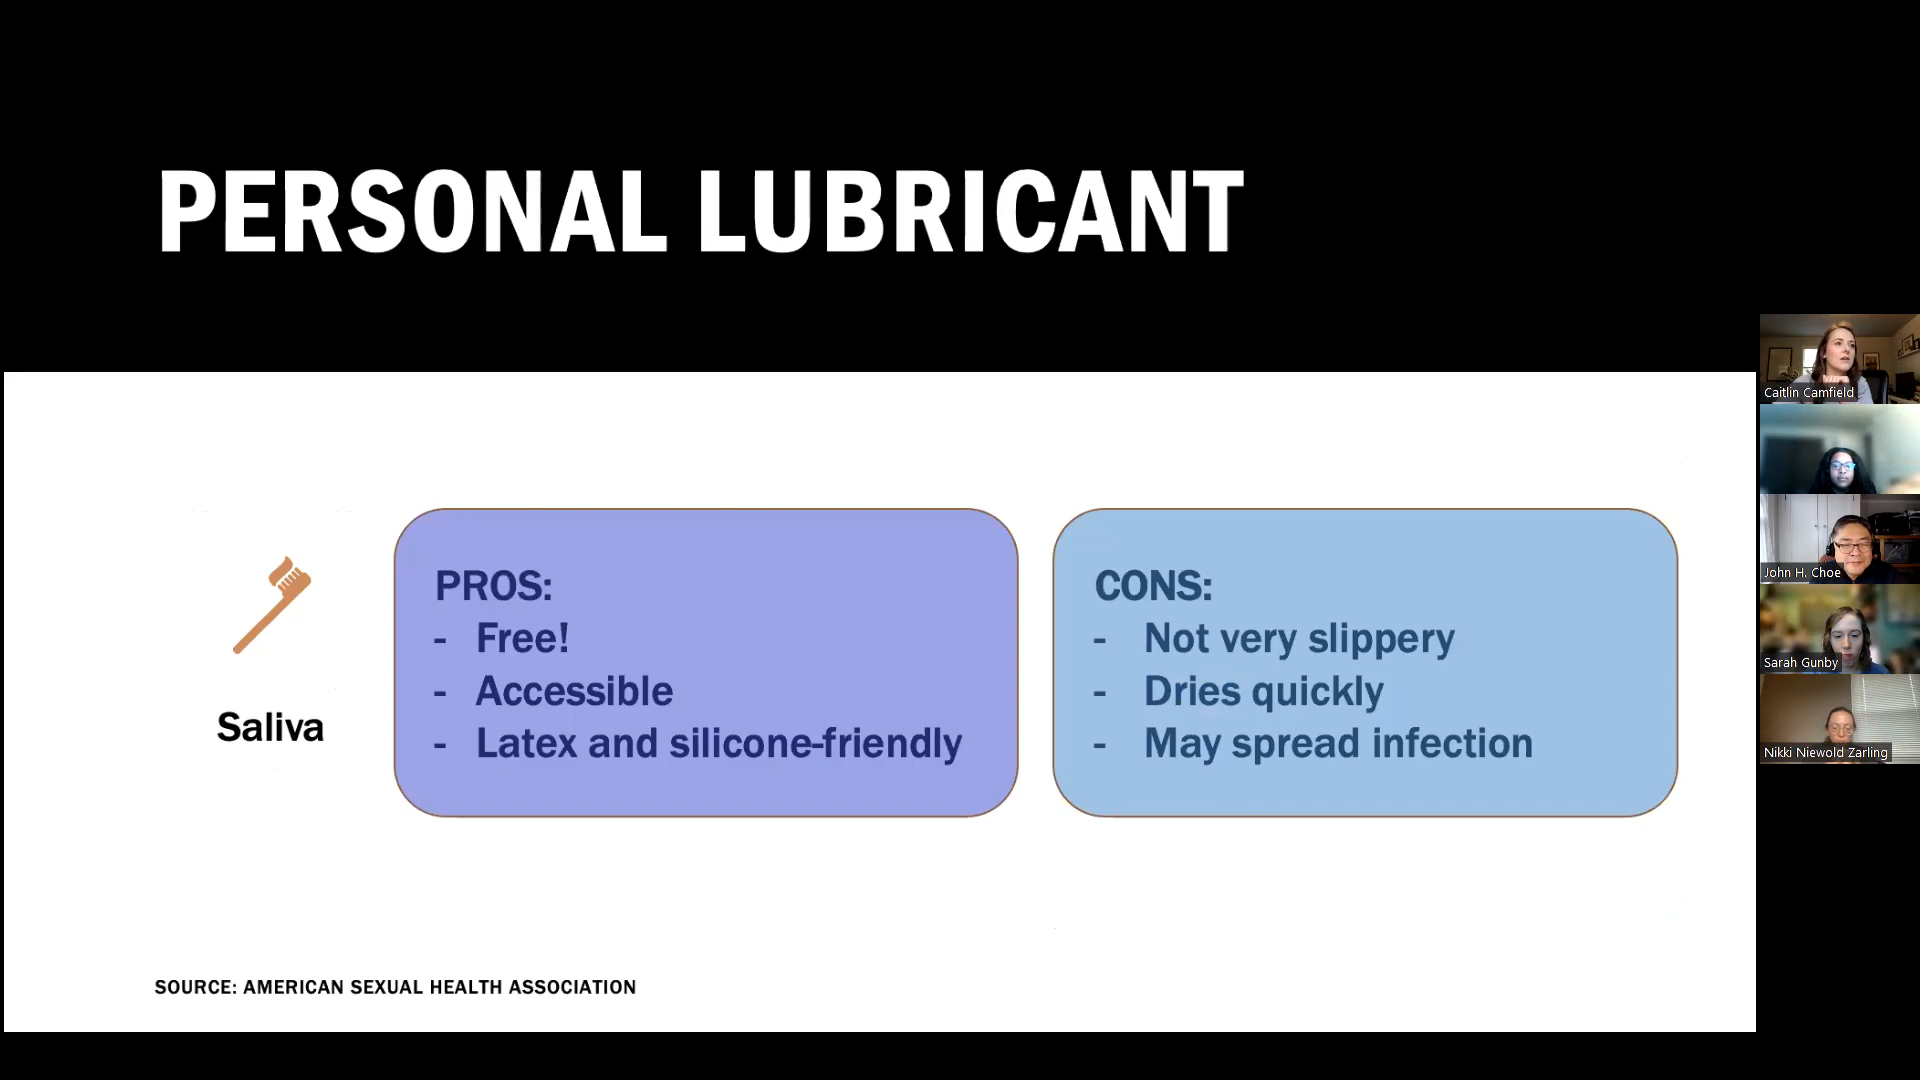 PERSONAL LUBRICANT
Saliva
PROS:
- Free!
- Accessible
- Latex and silicone-friendly
CONS:
- Not very slippery
- Dries quickly
- May spread infection
SOURCE: AMERICAN SEXUAL HEALTH ASSOCIATION
Caitlin Camfield
John H. Choe
Sarah Gunby
Nikki Niewold Zarling